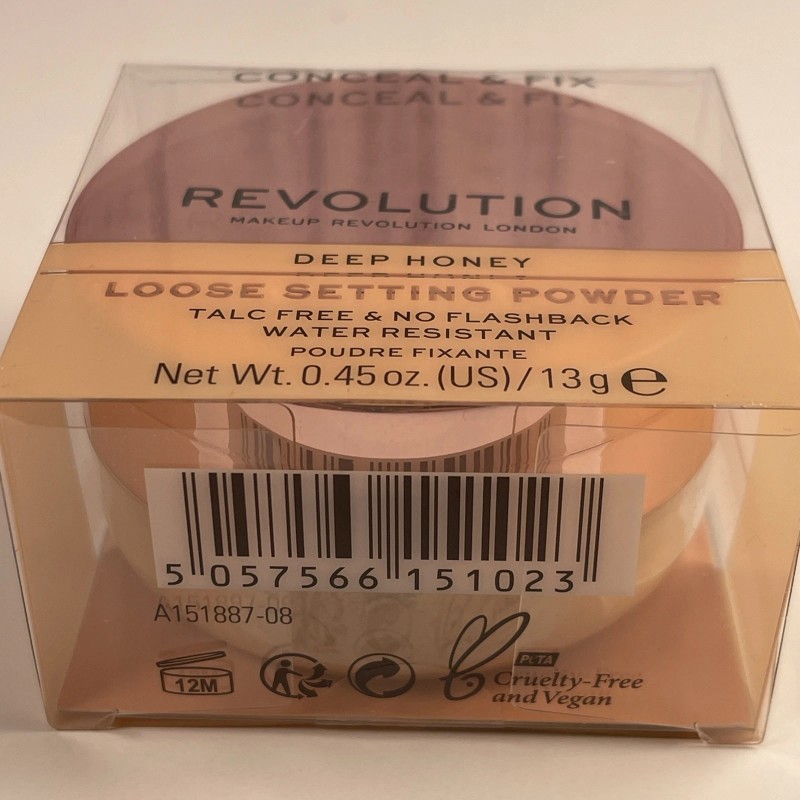 CONCEAL & FIX
CONCEAL & FIX
REVOLUTION
MAKEUP REVOLUTION LONDON
DEEP HONEY
LOOSE SETTING POWDER
TALC FREE & NO FLASHBACK
WATER RESISTANT
POUDRE FIXANTE
Net Wt. 0.45 oz. (US) / 13 g ℮
5 057566 151023
A151887-08
12M
PETA
Cruelty-Free
and Vegan